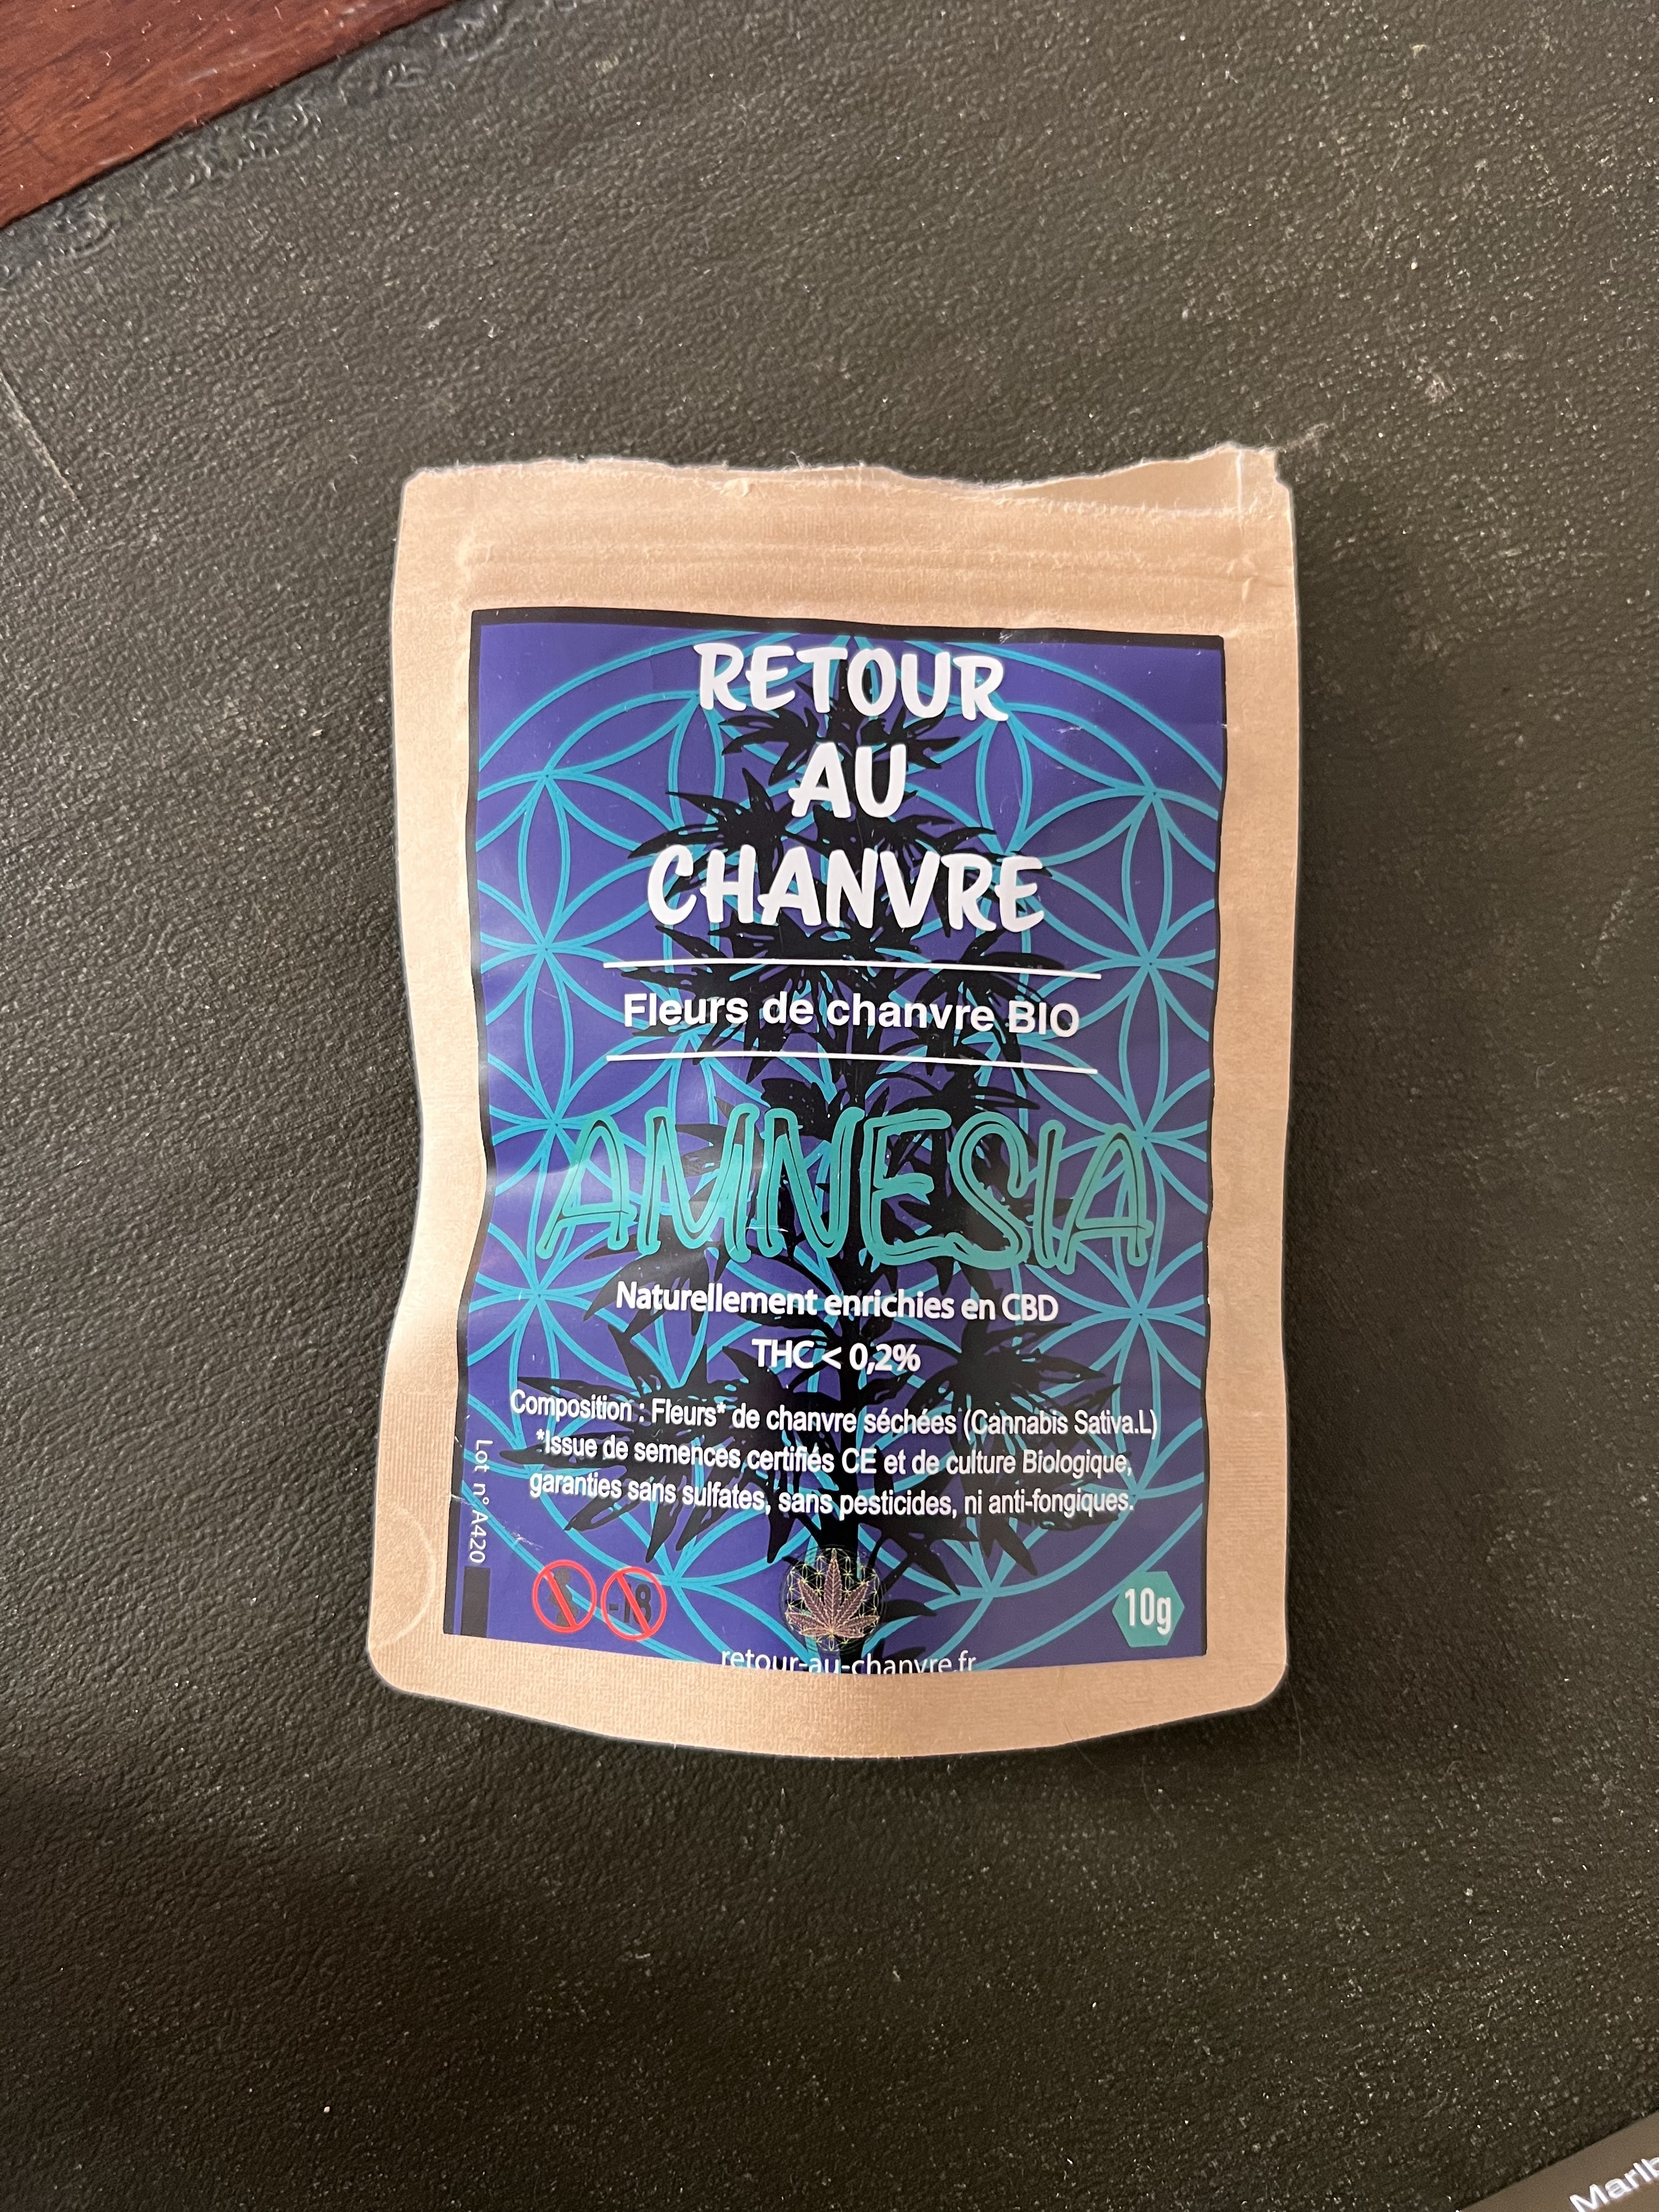 RETOUR
AU
CHANVRE
Fleurs de chanvre BIO
AMNESIA
Naturellement enrichies en CBD
THC < 0,2%
Composition : Fleurs* de chanvre séchées (Cannabis Sativa.L)
*Issue de semences certifiés CE et de culture Biologique,
garanties sans sulfates, sans pesticides, ni anti-fongiques.
Lot n° A420
-18
10g
retour-au-chanvre.fr
Marlb